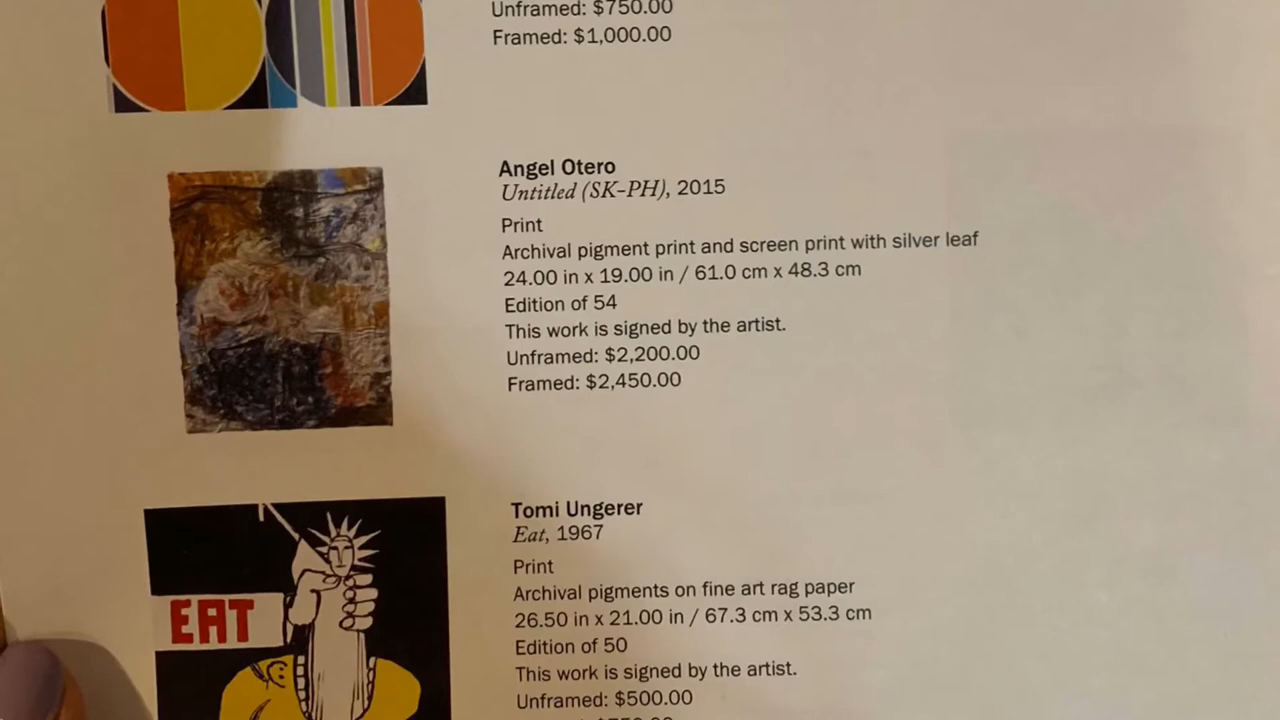 Unframed: $750.00
Framed: $1,000.00
Angel Otero
Untitled (SK-PH), 2015
Print
Archival pigment print and screen print with silver leaf
24.00 in x 19.00 in / 61.0 cm x 48.3 cm
Edition of 54
This work is signed by the artist.
Unframed: $2,200.00
Framed: $2,450.00
EAT
Tomi Ungerer
Eat, 1967
Print
Archival pigments on fine art rag paper
26.50 in x 21.00 in / 67.3 cm x 53.3 cm
Edition of 50
This work is signed by the artist.
Unframed: $500.00